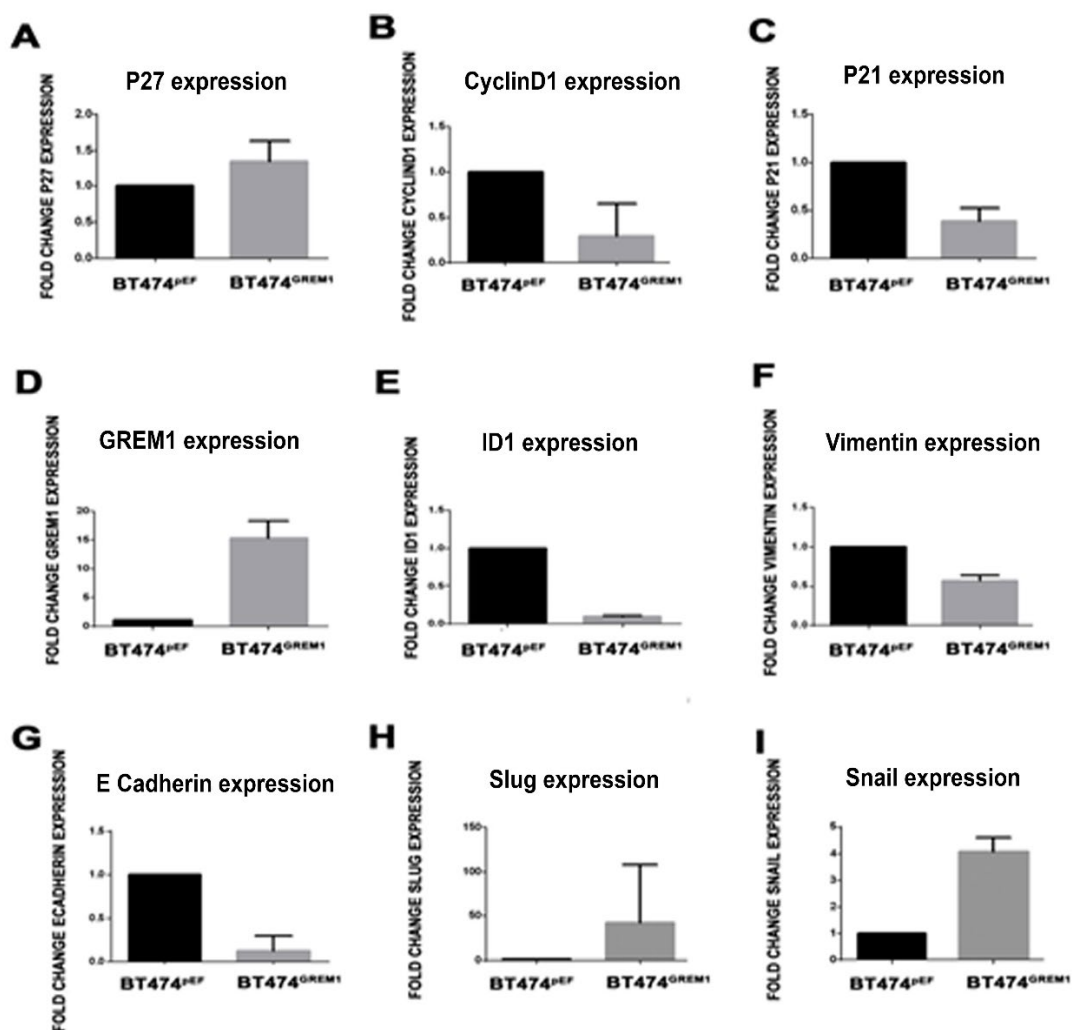 A
P27 expression
FOLD CHANGE P27 EXPRESSION
2.0
1.5
1.0
0.5
0.0
BT474pEF
BT474GREM1
B
CyclinD1 expression
FOLD CHANGE CYCLIND1 EXPRESSION
1.5
1.0
0.5
0.0
BT474pEF
BT474GREM1
C
P21 expression
FOLD CHANGE P21 EXPRESSION
1.5
1.0
0.5
0.0
BT474pEF
BT474GREM1
D
GREM1 expression
FOLD CHANGE GREM1 EXPRESSION
20
15
10
5
0
BT474pEF
BT474GREM1
E
ID1 expression
FOLD CHANGE ID1 EXPRESSION
1.5
1.0
0.5
0.0
BT474pEF
BT474GREM1
F
Vimentin expression
FOLD CHANGE VIMENTIN EXPRESSION
1.5
1.0
0.5
0.0
BT474pEF
BT474GREM1
G
E Cadherin expression
FOLD CHANGE ECADHERIN EXPRESSION
1.5
1.0
0.5
0.0
BT474pEF
BT474GREM1
H
Slug expression
FOLD CHANGE SLUG EXPRESSION
150
100
50
0
BT474pEF
BT474GREM1
I
Snail expression
FOLD CHANGE SNAIL EXPRESSION
5
4
3
2
1
0
BT474pEF
BT474GREM1